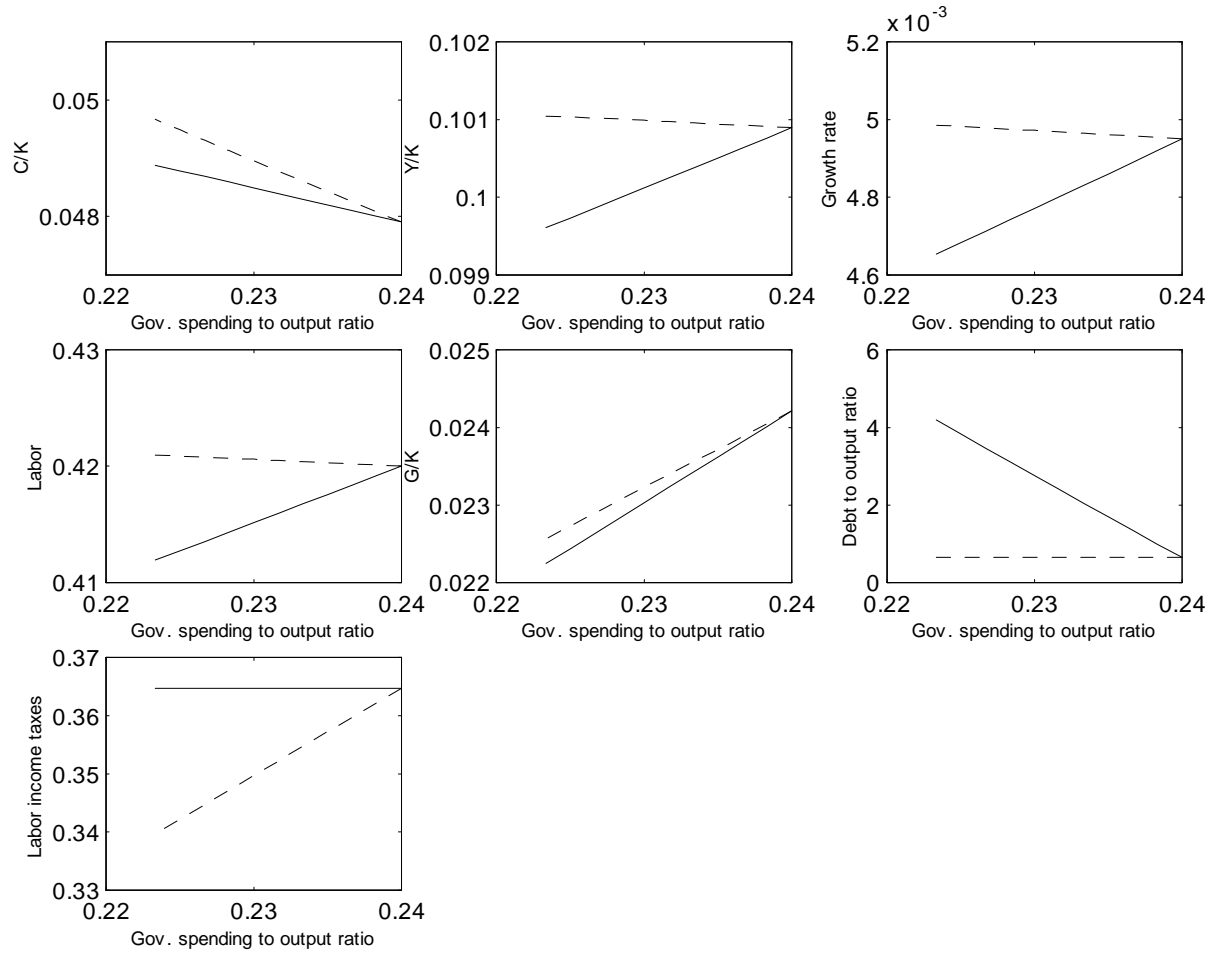 C/K
0.05
0.048
0.22 0.23 0.24
Gov. spending to output ratio
Y/K
0.102
0.101
0.1
0.099
0.22 0.23 0.24
Gov. spending to output ratio
x 10^-3
Growth rate
5.2
5
4.8
4.6
0.22 0.23 0.24
Gov. spending to output ratio
Labor
0.43
0.42
0.41
0.22 0.23 0.24
Gov. spending to output ratio
G/K
0.025
0.024
0.023
0.022
0.22 0.23 0.24
Gov. spending to output ratio
Debt to output ratio
6
4
2
0
0.22 0.23 0.24
Gov. spending to output ratio
Labor income taxes
0.37
0.36
0.35
0.34
0.33
0.22 0.23 0.24
Gov. spending to output ratio